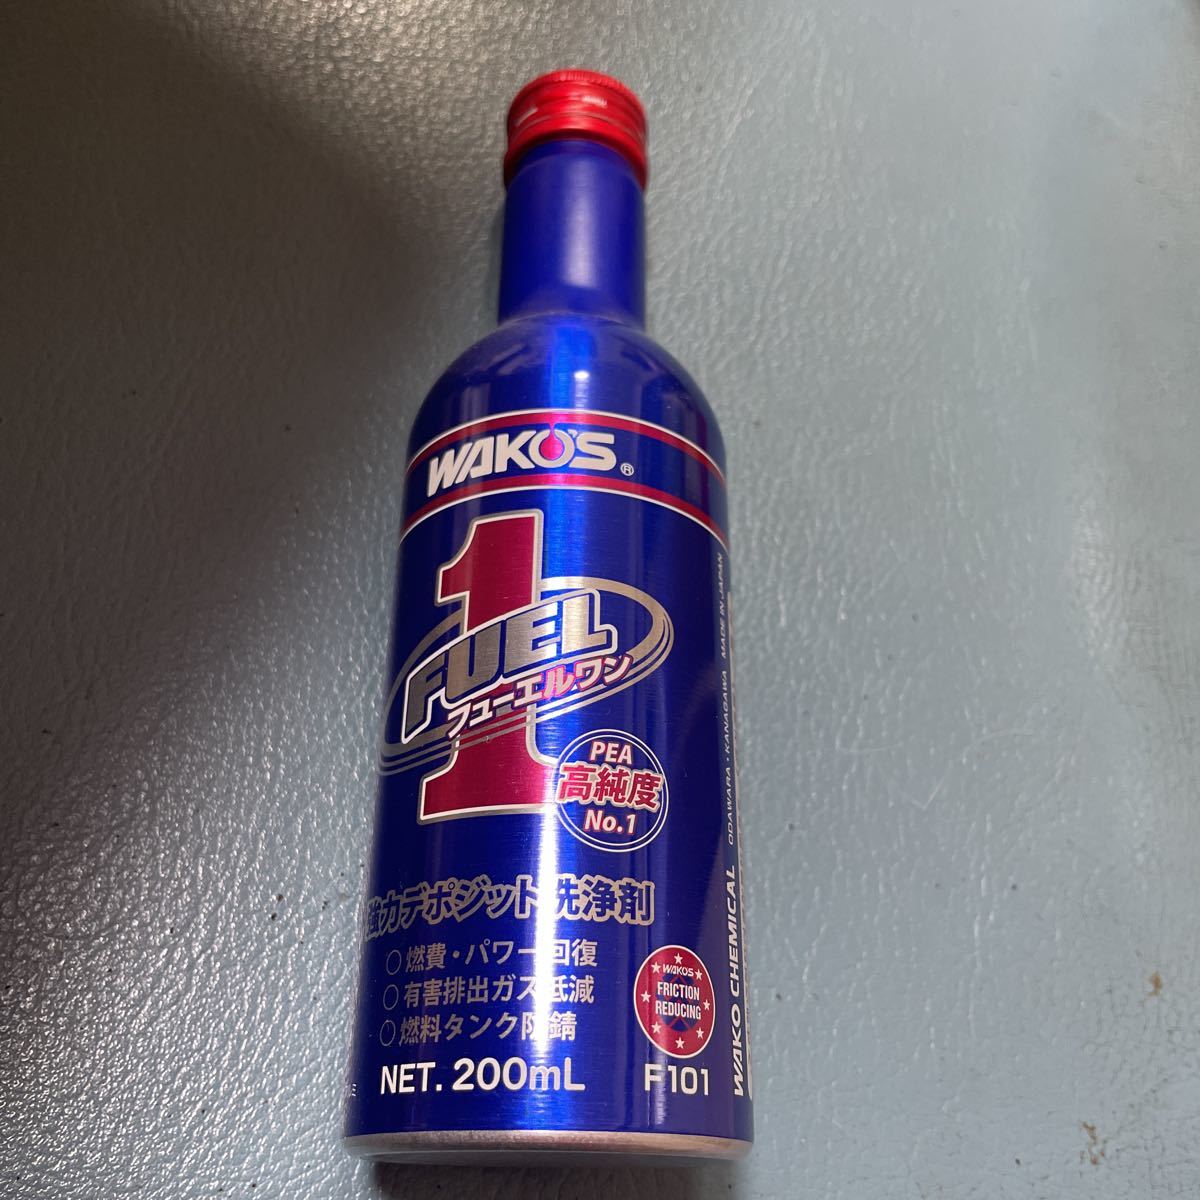 WAKO'S®
1
FUEL
フューエルワン
PEA
高純度
No.1
強力デポジット洗浄剤
○燃費・パワー回復
○有害排出ガス低減
○燃料タンク防錆
WAKO'S
FRICTION
REDUCING
NET. 200mL
F101
WAKO CHEMICAL ODAWARA・KANAGAWA MADE IN JAPAN